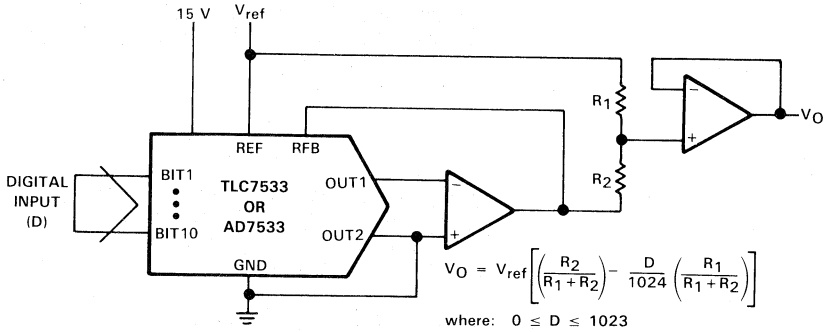 15 V
Vref
R1
R2
−
+
VO
REF
RFB
DIGITAL
INPUT
(D)
BIT1
BIT10
TLC7533
OR
AD7533
OUT1
OUT2
GND
−
+
VO = Vref[(R2/(R1 + R2)) − D/1024 (R1/(R1 + R2))]
where: 0 ≤ D ≤ 1023